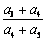 a₃ + a₄
a₄ + a₅